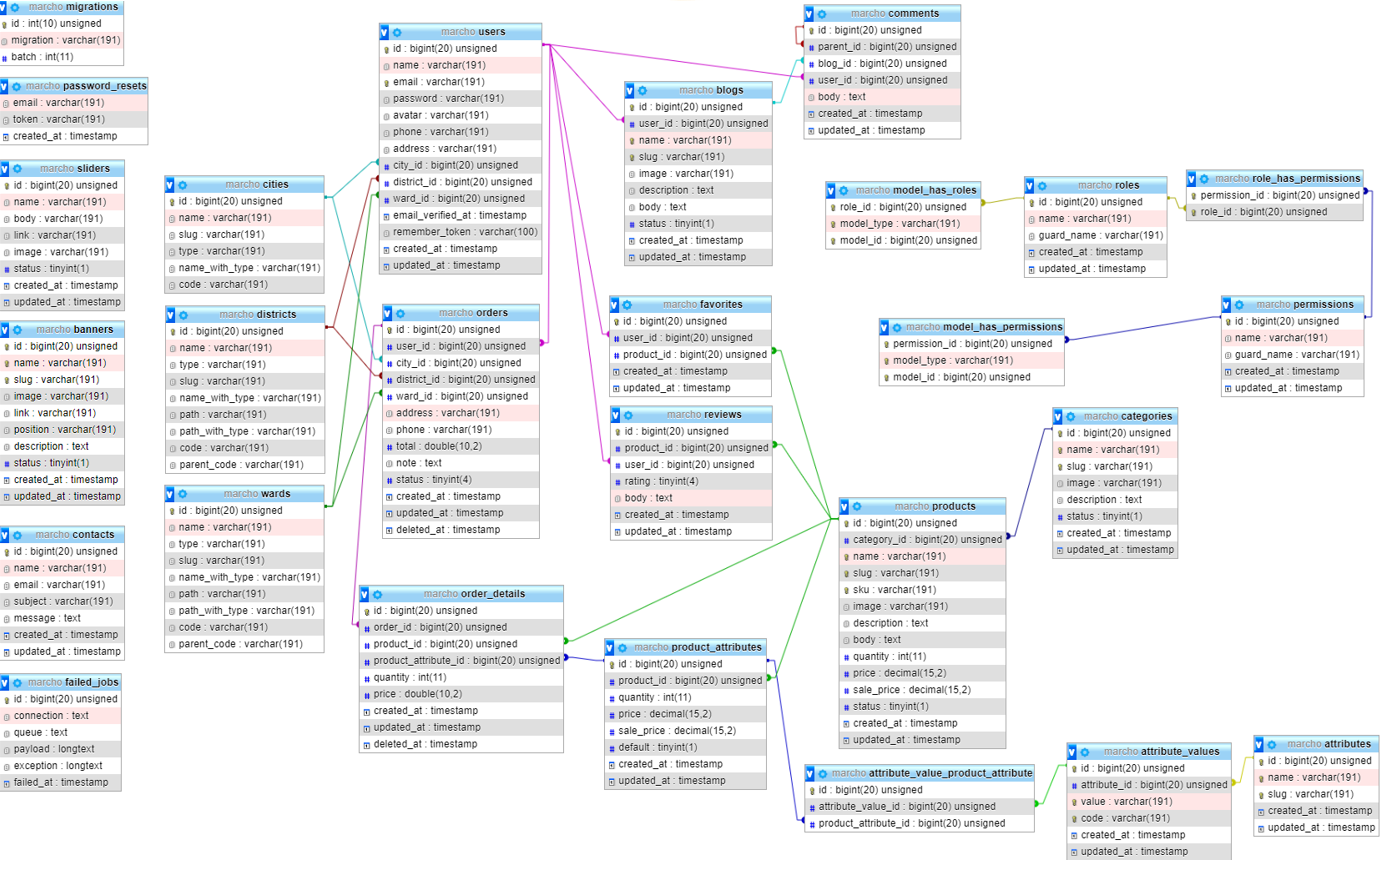 marcho migrations
id : int(10) unsigned
migration : varchar(191)
batch : int(11)
marcho password_resets
email : varchar(191)
token : varchar(191)
created_at : timestamp
marcho sliders
id : bigint(20) unsigned
name : varchar(191)
body : varchar(191)
link : varchar(191)
image : varchar(191)
status : tinyint(1)
created_at : timestamp
updated_at : timestamp
marcho banners
id : bigint(20) unsigned
name : varchar(191)
slug : varchar(191)
image : varchar(191)
link : varchar(191)
position : varchar(191)
description : text
status : tinyint(1)
created_at : timestamp
updated_at : timestamp
marcho contacts
id : bigint(20) unsigned
name : varchar(191)
email : varchar(191)
subject : varchar(191)
message : text
created_at : timestamp
updated_at : timestamp
marcho failed_jobs
id : bigint(20) unsigned
connection : text
queue : text
payload : longtext
exception : longtext
failed_at : timestamp
marcho cities
id : bigint(20) unsigned
name : varchar(191)
slug : varchar(191)
type : varchar(191)
name_with_type : varchar(191)
code : varchar(191)
marcho districts
id : bigint(20) unsigned
name : varchar(191)
type : varchar(191)
slug : varchar(191)
name_with_type : varchar(191)
path : varchar(191)
path_with_type : varchar(191)
code : varchar(191)
parent_code : varchar(191)
marcho wards
id : bigint(20) unsigned
name : varchar(191)
type : varchar(191)
slug : varchar(191)
name_with_type : varchar(191)
path : varchar(191)
path_with_type : varchar(191)
code : varchar(191)
parent_code : varchar(191)
marcho users
id : bigint(20) unsigned
name : varchar(191)
email : varchar(191)
password : varchar(191)
avatar : varchar(191)
phone : varchar(191)
address : varchar(191)
city_id : bigint(20) unsigned
district_id : bigint(20) unsigned
ward_id : bigint(20) unsigned
email_verified_at : timestamp
remember_token : varchar(100)
created_at : timestamp
updated_at : timestamp
marcho orders
id : bigint(20) unsigned
user_id : bigint(20) unsigned
city_id : bigint(20) unsigned
district_id : bigint(20) unsigned
ward_id : bigint(20) unsigned
address : varchar(191)
phone : varchar(191)
total : double(10,2)
note : text
status : tinyint(4)
created_at : timestamp
updated_at : timestamp
deleted_at : timestamp
marcho order_details
id : bigint(20) unsigned
order_id : bigint(20) unsigned
product_id : bigint(20) unsigned
product_attribute_id : bigint(20) unsigned
quantity : int(11)
price : double(10,2)
created_at : timestamp
updated_at : timestamp
deleted_at : timestamp
marcho blogs
id : bigint(20) unsigned
user_id : bigint(20) unsigned
name : varchar(191)
slug : varchar(191)
image : varchar(191)
description : text
body : text
status : tinyint(1)
created_at : timestamp
updated_at : timestamp
marcho favorites
id : bigint(20) unsigned
user_id : bigint(20) unsigned
product_id : bigint(20) unsigned
created_at : timestamp
updated_at : timestamp
marcho reviews
id : bigint(20) unsigned
product_id : bigint(20) unsigned
user_id : bigint(20) unsigned
rating : tinyint(4)
body : text
created_at : timestamp
updated_at : timestamp
marcho product_attributes
id : bigint(20) unsigned
product_id : bigint(20) unsigned
quantity : int(11)
price : decimal(15,2)
sale_price : decimal(15,2)
default : tinyint(1)
created_at : timestamp
updated_at : timestamp
marcho comments
id : bigint(20) unsigned
parent_id : bigint(20) unsigned
blog_id : bigint(20) unsigned
user_id : bigint(20) unsigned
body : text
created_at : timestamp
updated_at : timestamp
marcho model_has_roles
role_id : bigint(20) unsigned
model_type : varchar(191)
model_id : bigint(20) unsigned
marcho roles
id : bigint(20) unsigned
name : varchar(191)
guard_name : varchar(191)
created_at : timestamp
updated_at : timestamp
marcho role_has_permissions
permission_id : bigint(20) unsigned
role_id : bigint(20) unsigned
marcho model_has_permissions
permission_id : bigint(20) unsigned
model_type : varchar(191)
model_id : bigint(20) unsigned
marcho permissions
id : bigint(20) unsigned
name : varchar(191)
guard_name : varchar(191)
created_at : timestamp
updated_at : timestamp
marcho categories
id : bigint(20) unsigned
name : varchar(191)
slug : varchar(191)
image : varchar(191)
description : text
status : tinyint(1)
created_at : timestamp
updated_at : timestamp
marcho products
id : bigint(20) unsigned
category_id : bigint(20) unsigned
name : varchar(191)
slug : varchar(191)
sku : varchar(191)
image : varchar(191)
description : text
body : text
quantity : int(11)
price : decimal(15,2)
sale_price : decimal(15,2)
status : tinyint(1)
created_at : timestamp
updated_at : timestamp
marcho attribute_value_product_attribute
id : bigint(20) unsigned
attribute_value_id : bigint(20) unsigned
product_attribute_id : bigint(20) unsigned
marcho attribute_values
id : bigint(20) unsigned
attribute_id : bigint(20) unsigned
value : varchar(191)
code : varchar(191)
created_at : timestamp
updated_at : timestamp
marcho attributes
id : bigint(20) unsigned
name : varchar(191)
slug : varchar(191)
created_at : timestamp
updated_at : timestamp